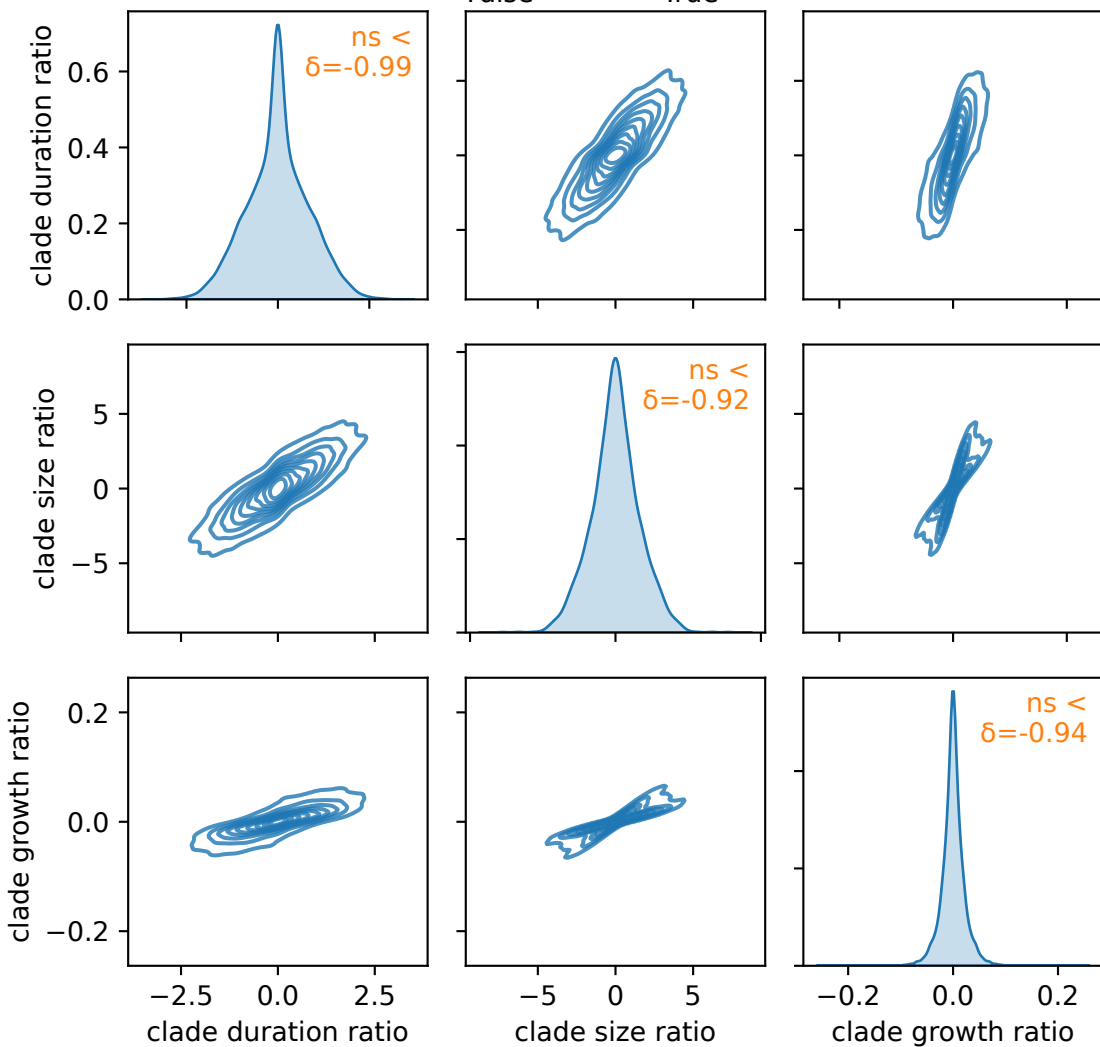 clade duration ratio
0.6
0.4
0.2
0.0
ns <
δ=-0.99
clade size ratio
5
0
−5
ns <
δ=-0.92
clade growth ratio
0.2
0.0
−0.2
ns <
δ=-0.94
−2.5 0.0 2.5
clade duration ratio
−5 0 5
clade size ratio
−0.2 0.0 0.2
clade growth ratio